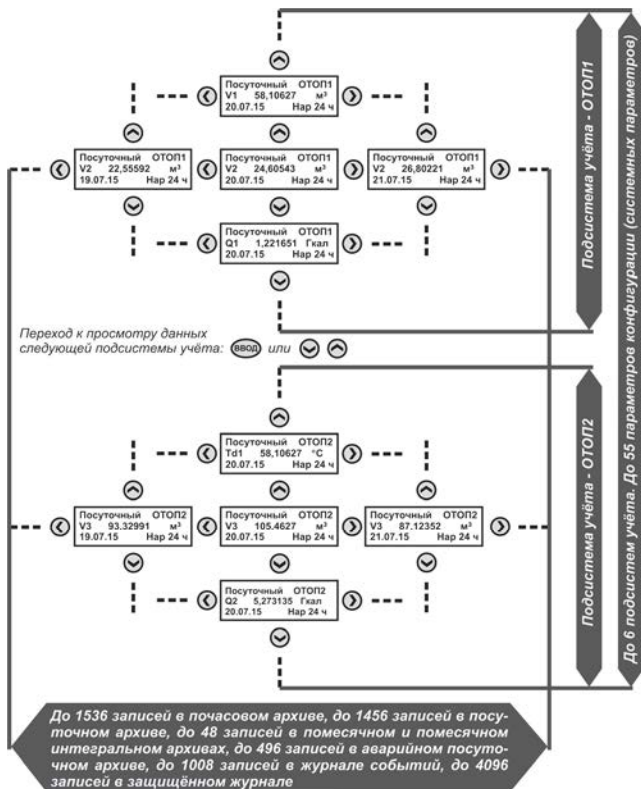 Посуточный ОТОП1
V1 58,10627 м³
20.07.15 Нар 24 ч
Посуточный ОТОП1
V2 22,55592 м³
19.07.15 Нар 24 ч
Посуточный ОТОП1
V2 24,60543 м³
20.07.15 Нар 24 ч
Посуточный ОТОП1
V2 26,80221 м³
21.07.15 Нар 24 ч
Посуточный ОТОП1
Q1 1,221651 Гкал
20.07.15 Нар 24 ч
Подсистема учёта - ОТОП1
До 6 подсистем учёта. До 55 параметров конфигурации (системных параметров)
Переход к просмотру данных
следующей подсистемы учёта: ВВОД или
Посуточный ОТОП2
Td1 58,10627 °C
20.07.15 Нар 24 ч
Посуточный ОТОП2
V3 93.32991 м³
19.07.15 Нар 24 ч
Посуточный ОТОП2
V3 105.4627 м³
20.07.15 Нар 24 ч
Посуточный ОТОП2
V3 87.12352 м³
21.07.15 Нар 24 ч
Посуточный ОТОП2
Q2 5,273135 Гкал
20.07.15 Нар 24 ч
Подсистема учёта - ОТОП2
До 1536 записей в почасовом архиве, до 1456 записей в посу-
точном архиве, до 48 записей в помесячном и помесячном
интегральном архивах, до 496 записей в аварийном посуто-
чном архиве, до 1008 записей в журнале событий, до 4096
записей в защищённом журнале